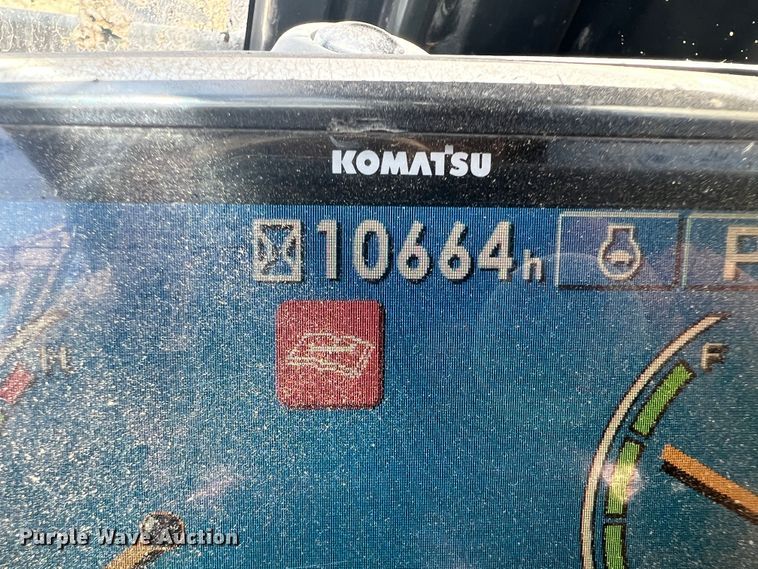 KOMATSU
10664h
P
H
F
Purple Wave Auction